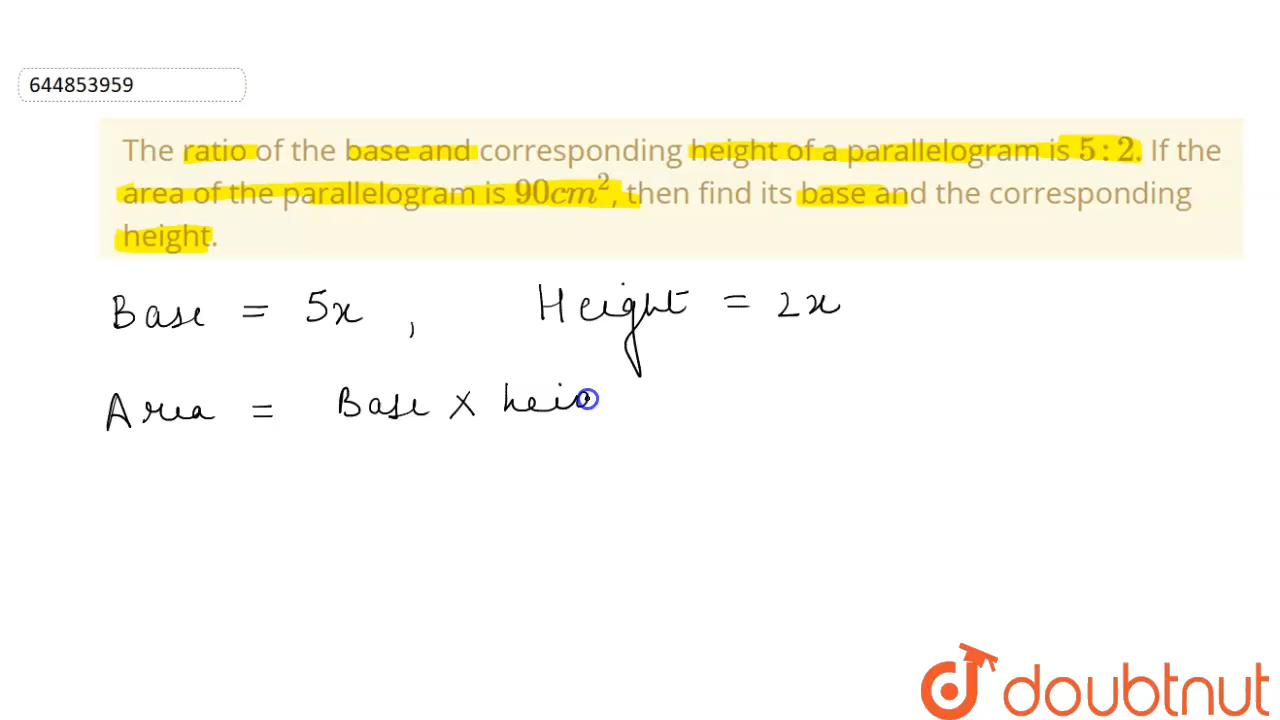 644853959
The ratio of the base and corresponding height of a parallelogram is 5 : 2. If the
area of the parallelogram is 90cm², then find its base and the corresponding
height.
Base = 5x , Height = 2x
Area = Base × hei
doubtnut